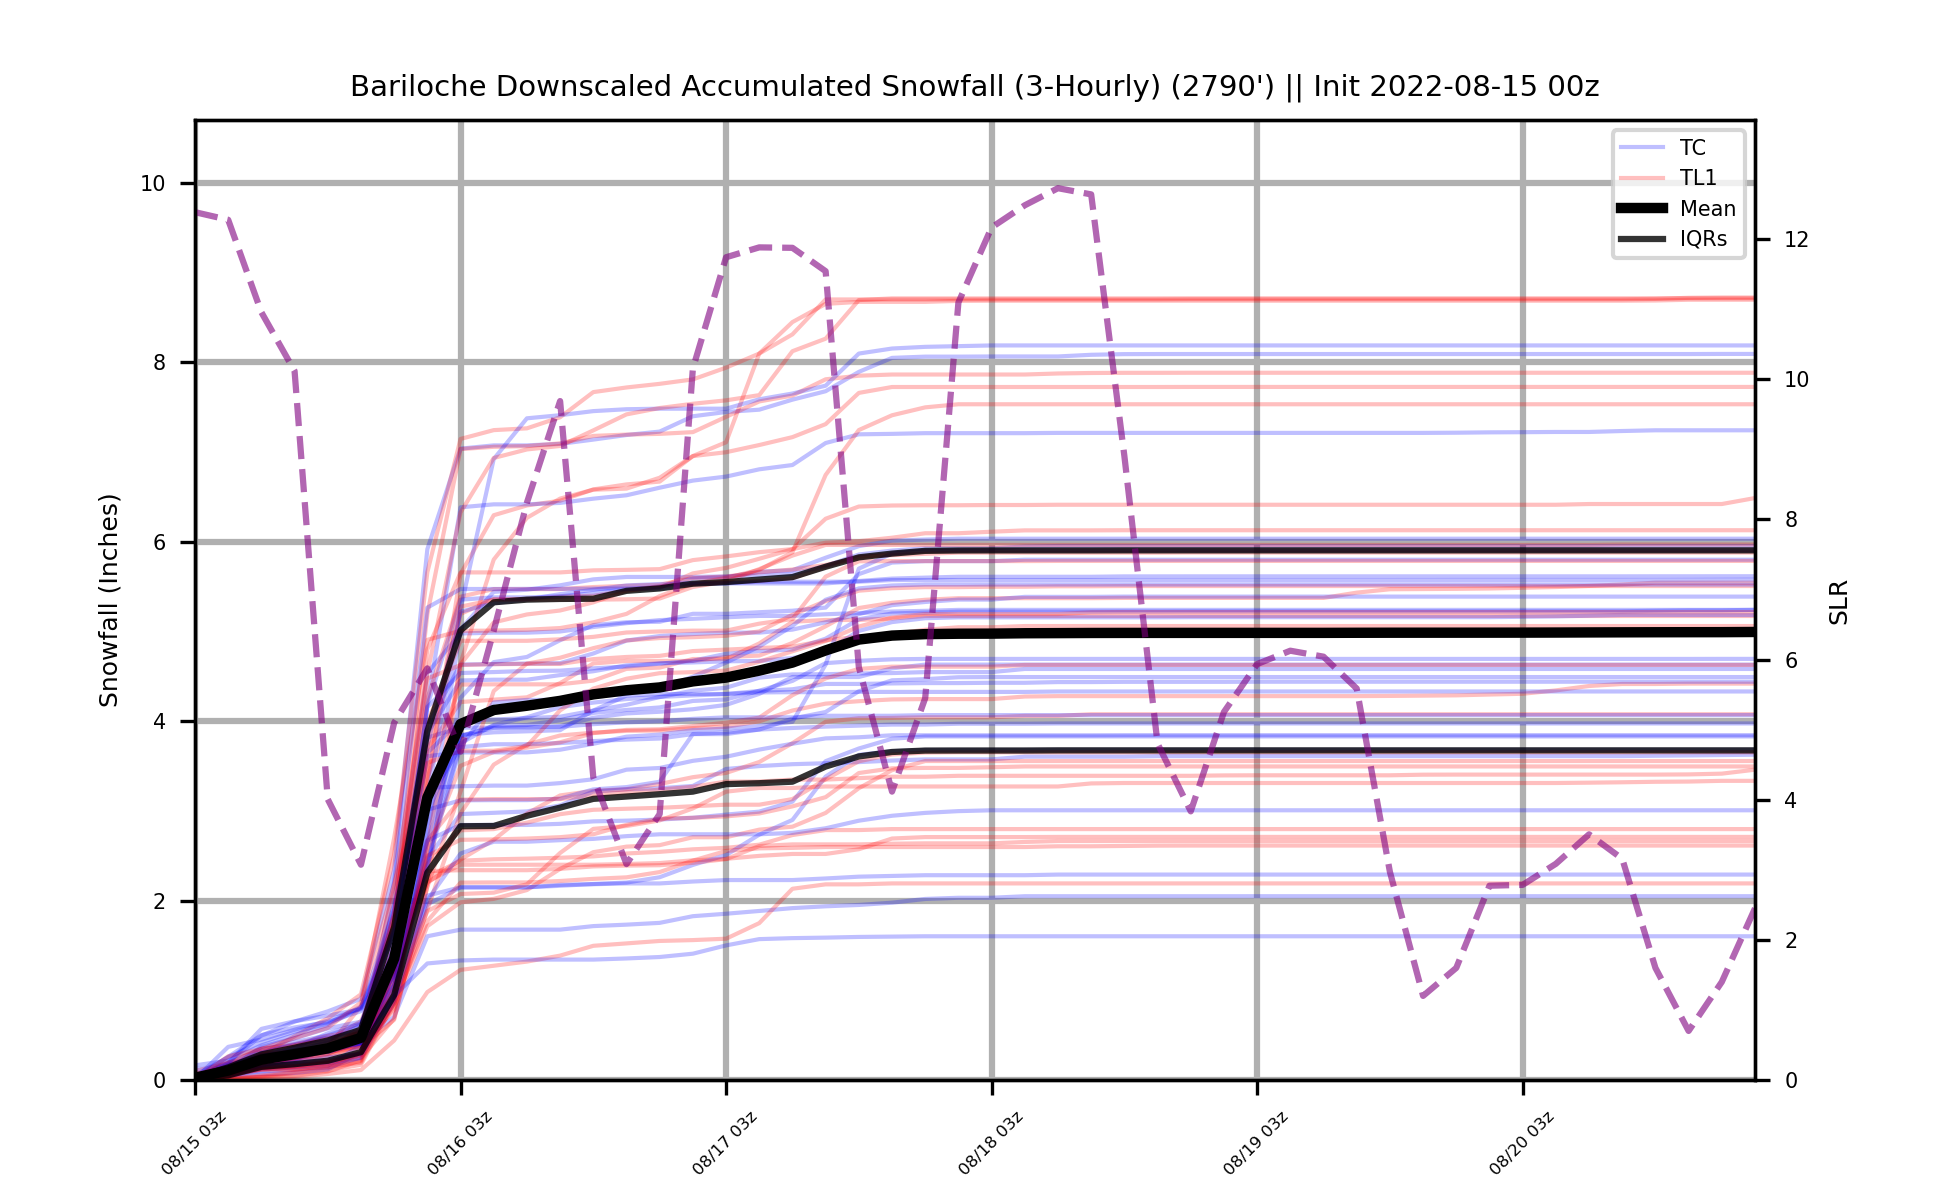 Bariloche Downscaled Accumulated Snowfall (3-Hourly) (2790') || Init 2022-08-15 00z
TC
TL1
Mean
IQRs
10
8
6
4
2
0
Snowfall (Inches)
12
10
8
6
4
2
0
SLR
08/15 03z
08/16 03z
08/17 03z
08/18 03z
08/19 03z
08/20 03z